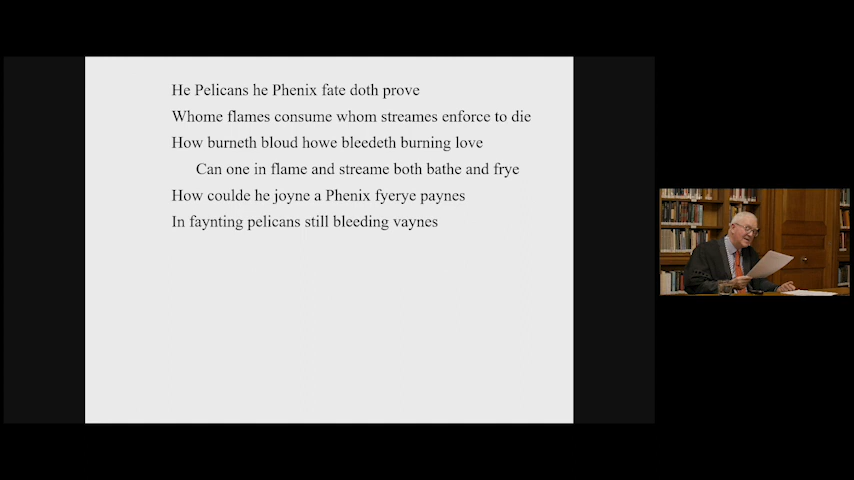 He Pelicans he Phenix fate doth prove
Whome flames consume whom streames enforce to die
How burneth bloud howe bleedeth burning love
Can one in flame and streame both bathe and frye
How coulde he joyne a Phenix fyerye paynes
In faynting pelicans still bleeding vaynes